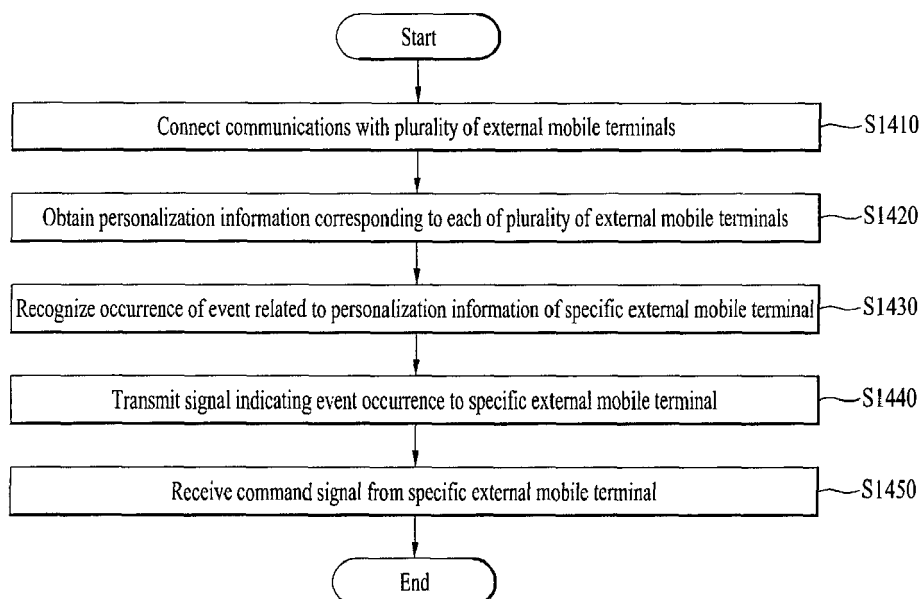 Start
Connect communications with plurality of external mobile terminals
S1410
Obtain personalization information corresponding to each of plurality of external mobile terminals
S1420
Recognize occurrence of event related to personalization information of specific external mobile terminal
S1430
Transmit signal indicating event occurrence to specific external mobile terminal
S1440
Receive command signal from specific external mobile terminal
S1450
End